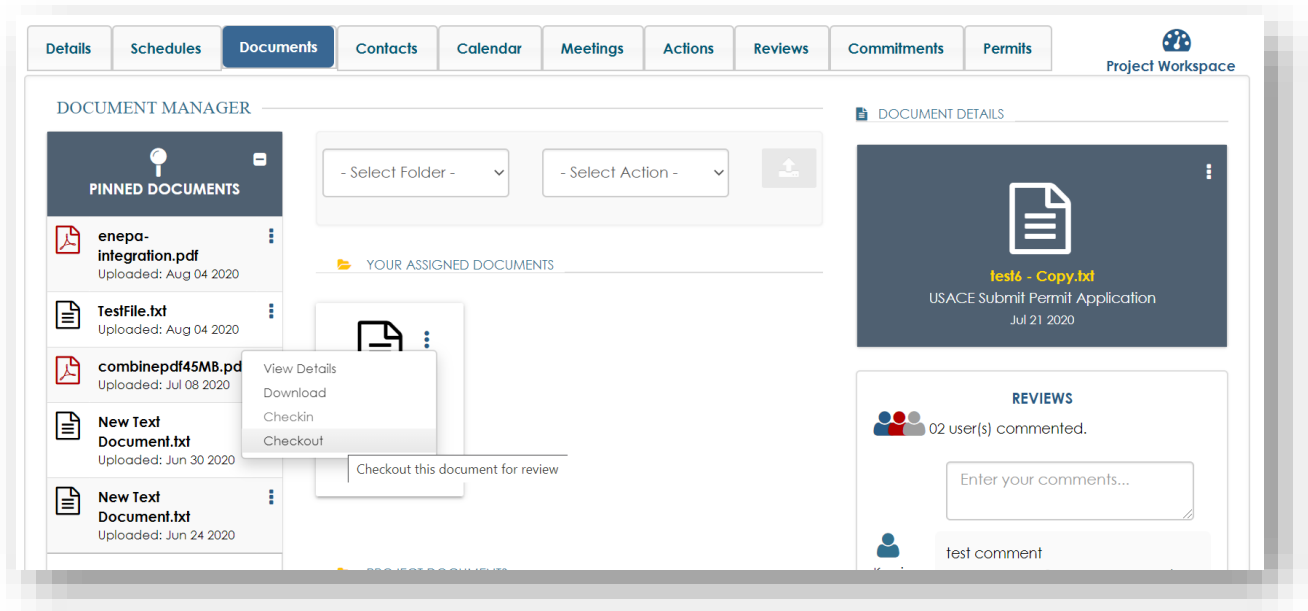 Details
Schedules
Documents
Contacts
Calendar
Meetings
Actions
Reviews
Commitments
Permits
Project Workspace
DOCUMENT MANAGER
PINNED DOCUMENTS
enepa-
integration.pdf
Uploaded: Aug 04 2020
TestFile.txt
Uploaded: Aug 04 2020
combinepdf45MB.pd
Uploaded: Jul 08 2020
New Text
Document.txt
Uploaded: Jun 30 2020
New Text
Document.txt
Uploaded: Jun 24 2020
- Select Folder -
- Select Action -
YOUR ASSIGNED DOCUMENTS
View Details
Download
Checkin
Checkout
Checkout this document for review
DOCUMENT DETAILS
test6 - Copy.txt
USACE Submit Permit Application
Jul 21 2020
REVIEWS
02 user(s) commented.
Enter your comments...
test comment